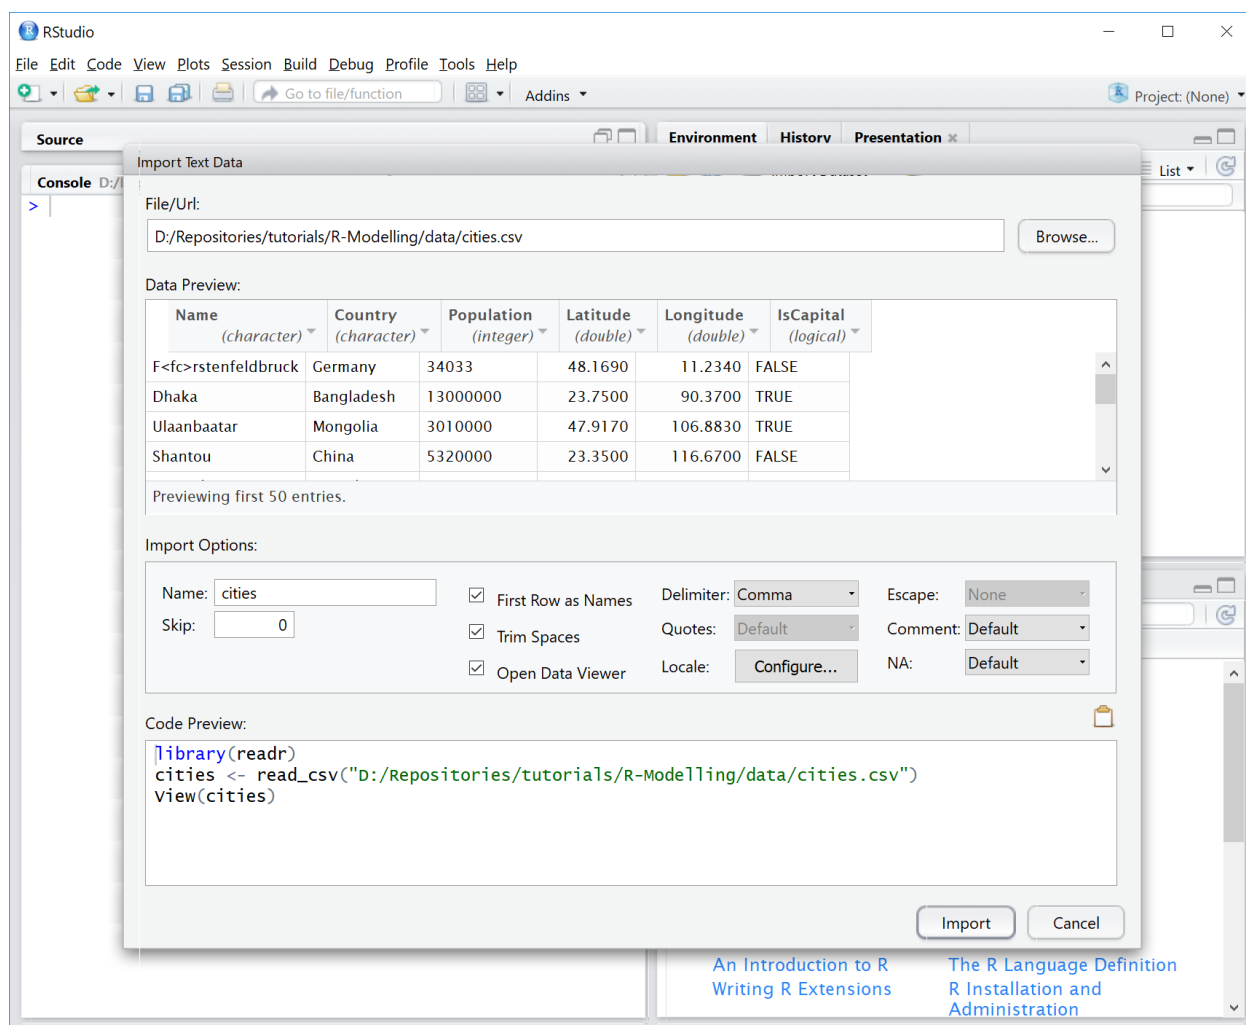 RStudio
File Edit Code View Plots Session Build Debug Profile Tools Help
Go to file/function Addins Project: (None)
Source
Environment History Presentation
Import Text Data
List
Console D:/
>
File/Url:
D:/Repositories/tutorials/R-Modelling/data/cities.csv Browse...
Data Preview:
Name Country Population Latitude Longitude IsCapital
(character) (character) (integer) (double) (double) (logical)
F<fc>rstenfeldbruck Germany 34033 48.1690 11.2340 FALSE
Dhaka Bangladesh 13000000 23.7500 90.3700 TRUE
Ulaanbaatar Mongolia 3010000 47.9170 106.8830 TRUE
Shantou China 5320000 23.3500 116.6700 FALSE
Previewing first 50 entries.
Import Options:
Name: cities First Row as Names Delimiter: Comma Escape: None
Skip: 0 Trim Spaces Quotes: Default Comment: Default
Open Data Viewer Locale: Configure... NA: Default
Code Preview:
library(readr)
cities <- read_csv("D:/Repositories/tutorials/R-Modelling/data/cities.csv")
View(cities)
Import Cancel
An Introduction to R The R Language Definition
Writing R Extensions R Installation and
Administration